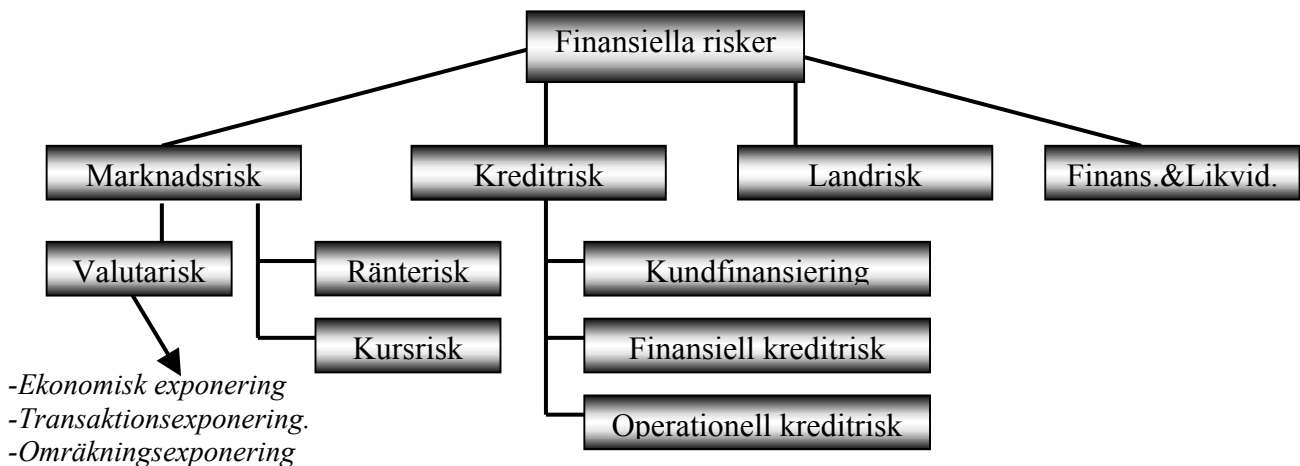 Finansiella risker
Marknadsrisk
Kreditrisk
Landrisk
Finans.&Likvid.
Valutarisk
Ränterisk
Kundfinansiering
Kursrisk
Finansiell kreditrisk
-Ekonomisk exponering
-Transaktionsexponering.
-Omräkningsexponering
Operationell kreditrisk